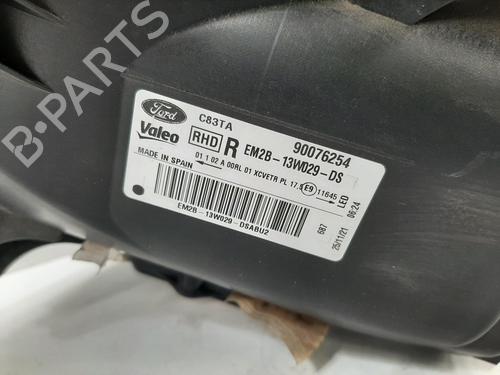 Ford
C83TA
90076254
Valeo
RHD R EM2B-13W029-DS
01 1 02 A 00RL 01 XCVETR PL 17.5 E9 11645 LED
MADE IN SPAIN
EM2B-13W029-DSABU2
687 25/11/21 06:24
B-PARTS